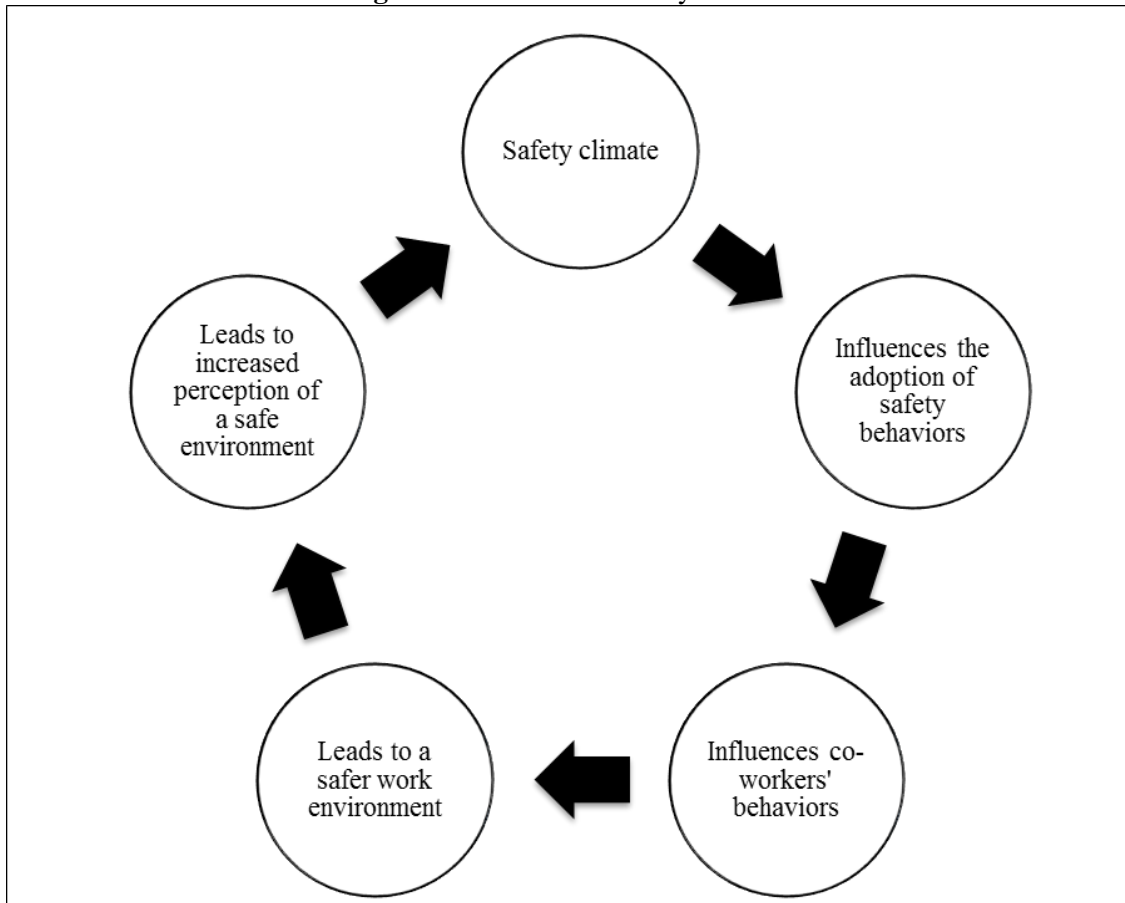 Safety climate
Influences the
adoption of
safety
behaviors
Influences co-
workers'
behaviors
Leads to a
safer work
environment
Leads to
increased
perception of
a safe
environment